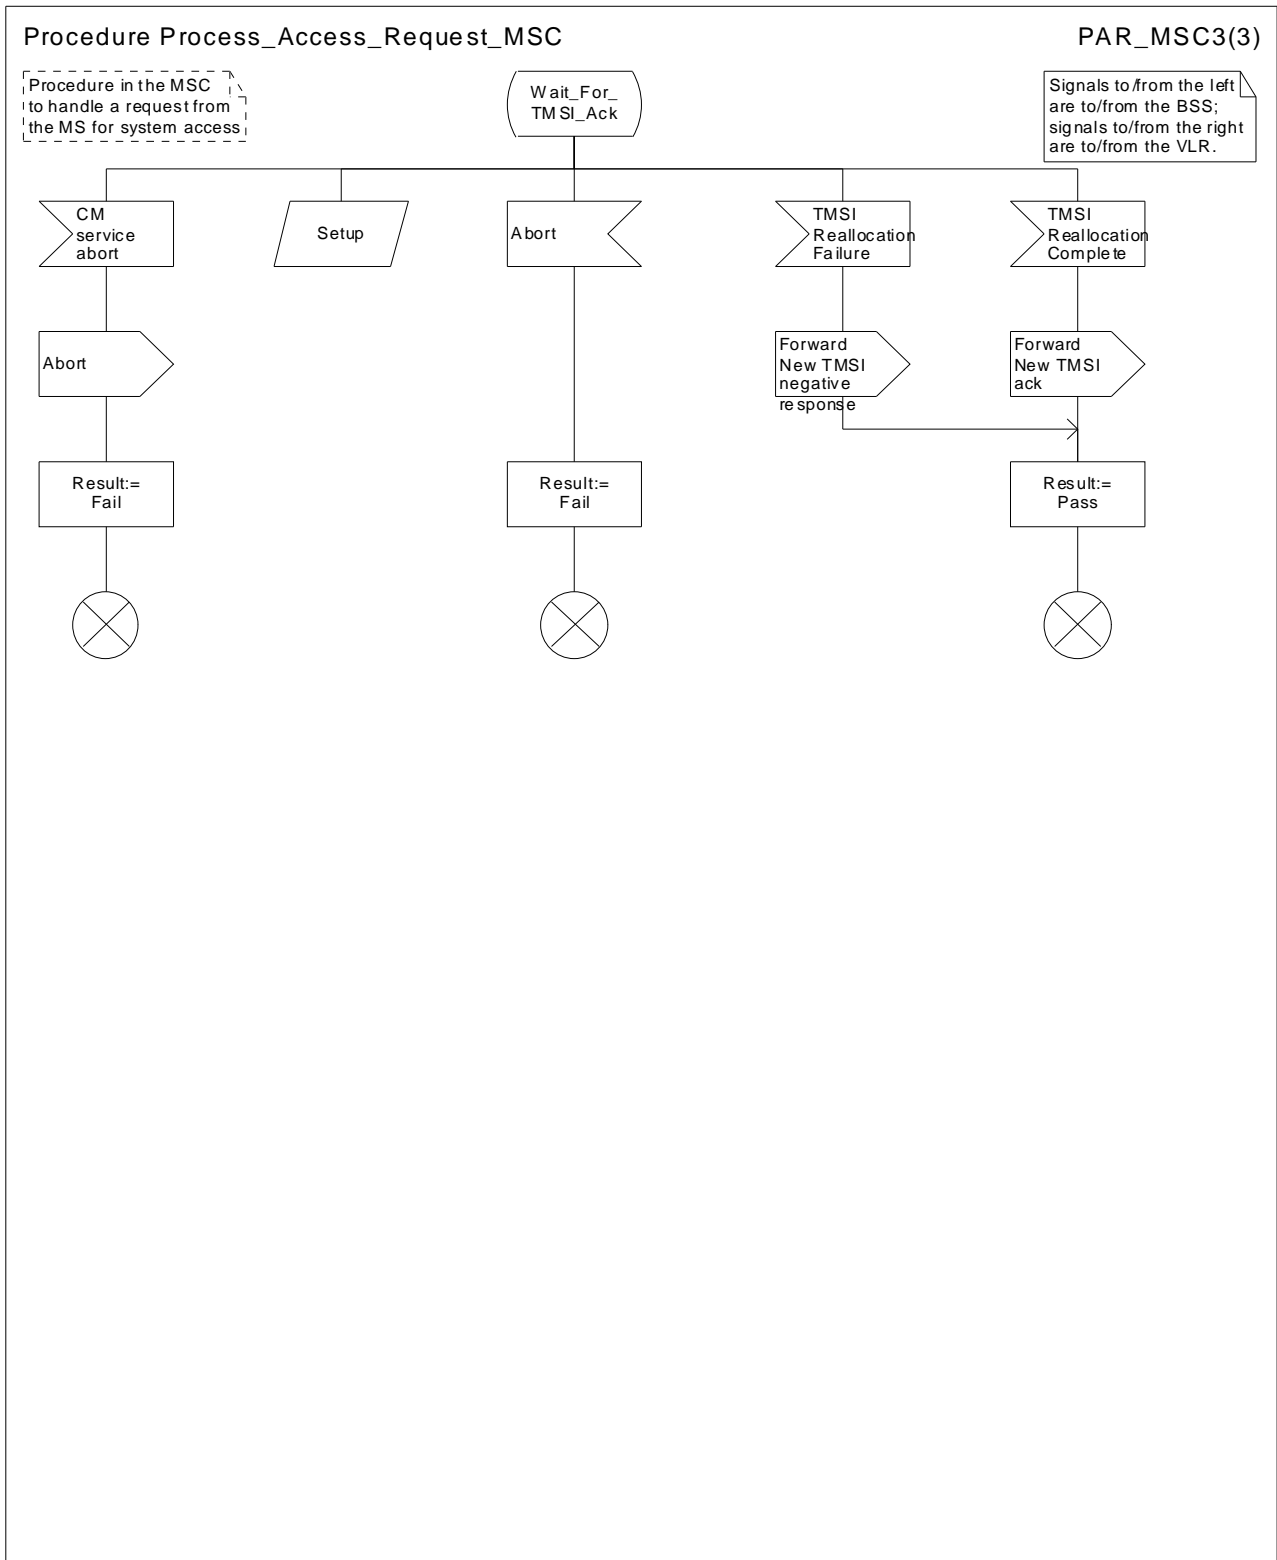 Procedure Process_Access_Request_MSC
PAR_MSC3(3)
Procedure in the MSC
to handle a request from
the MS for system access
Wait_For_
TMSI_Ack
Signals to/from the left
are to/from the BSS;
signals to/from the right
are to/from the VLR.
CM
service
abort
Setup
Abort
TMSI
Reallocation
Failure
TMSI
Reallocation
Complete
Abort
Forward
New TMSI
negative
response
Forward
New TMSI
ack
Result:=
Fail
Result:=
Fail
Result:=
Pass